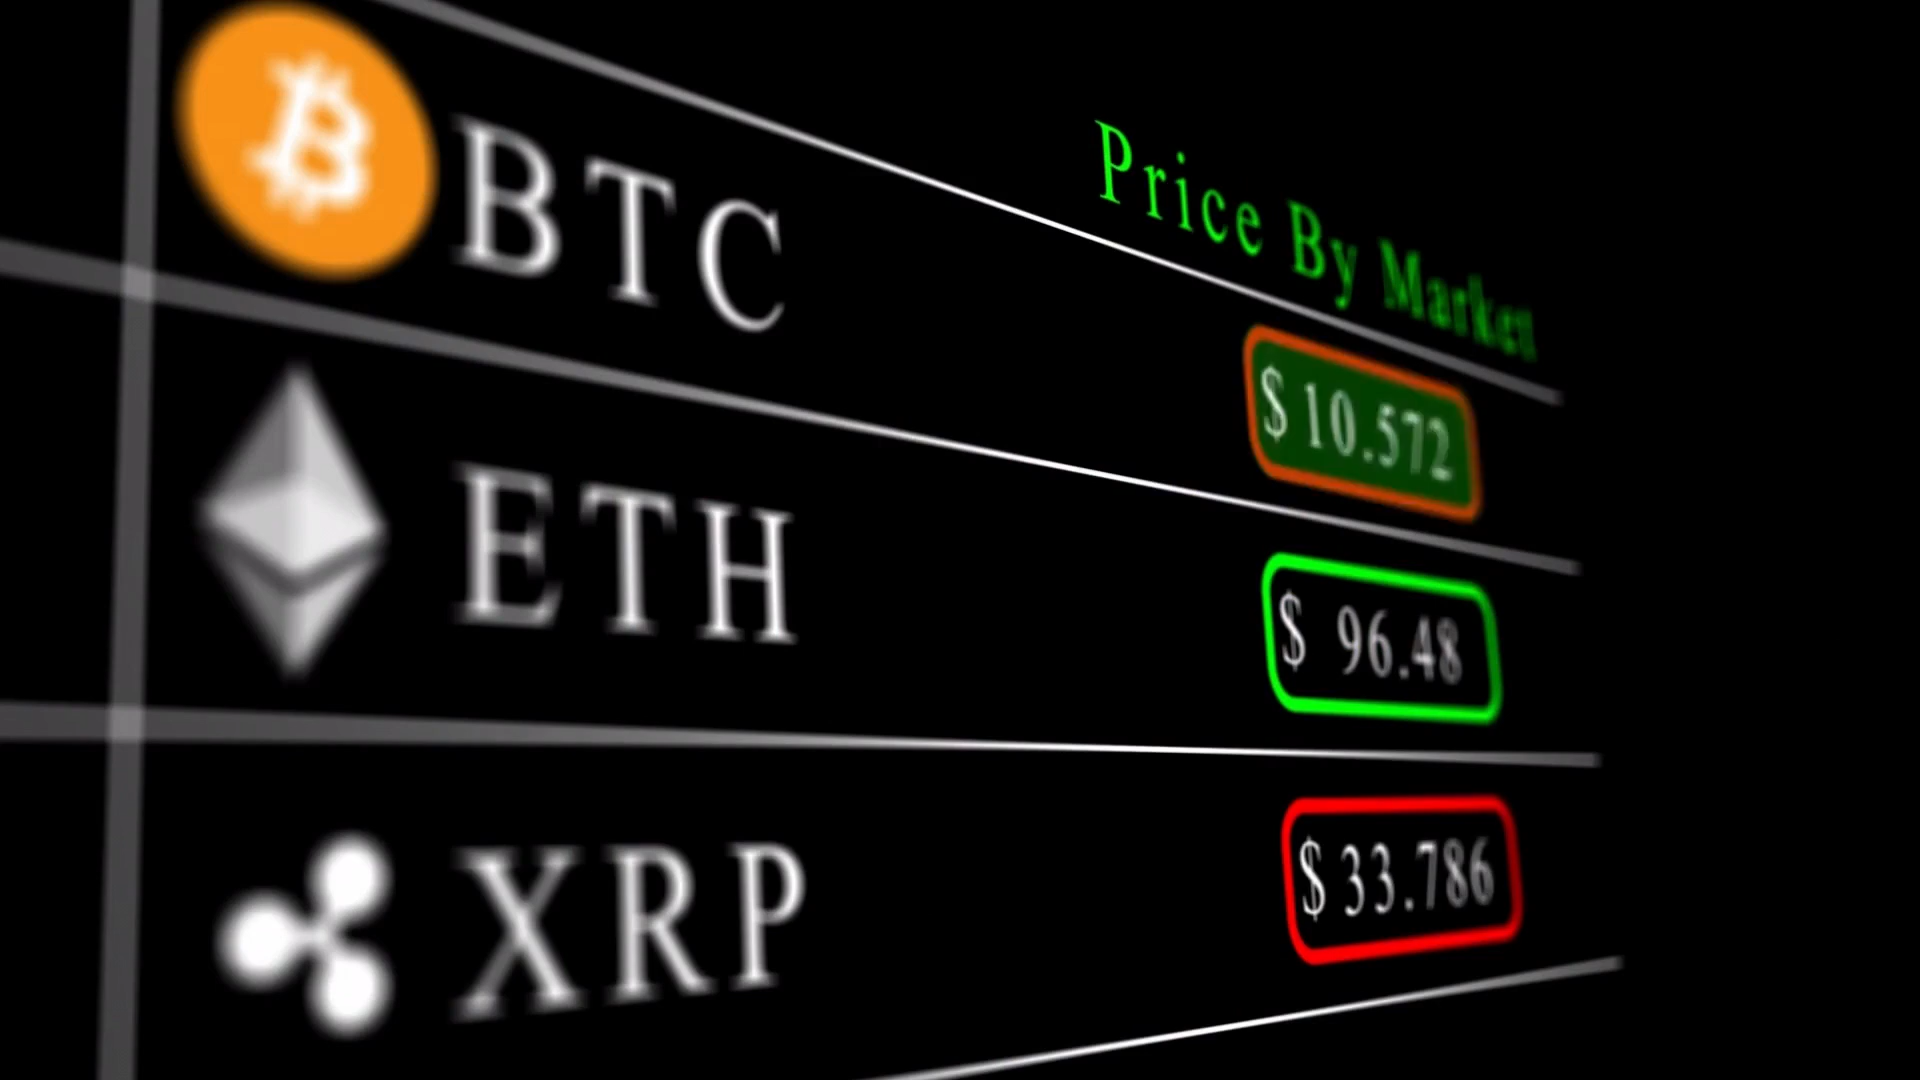 Price By Market
BTC $ 10.572
ETH $ 96.48
XRP $ 33.786